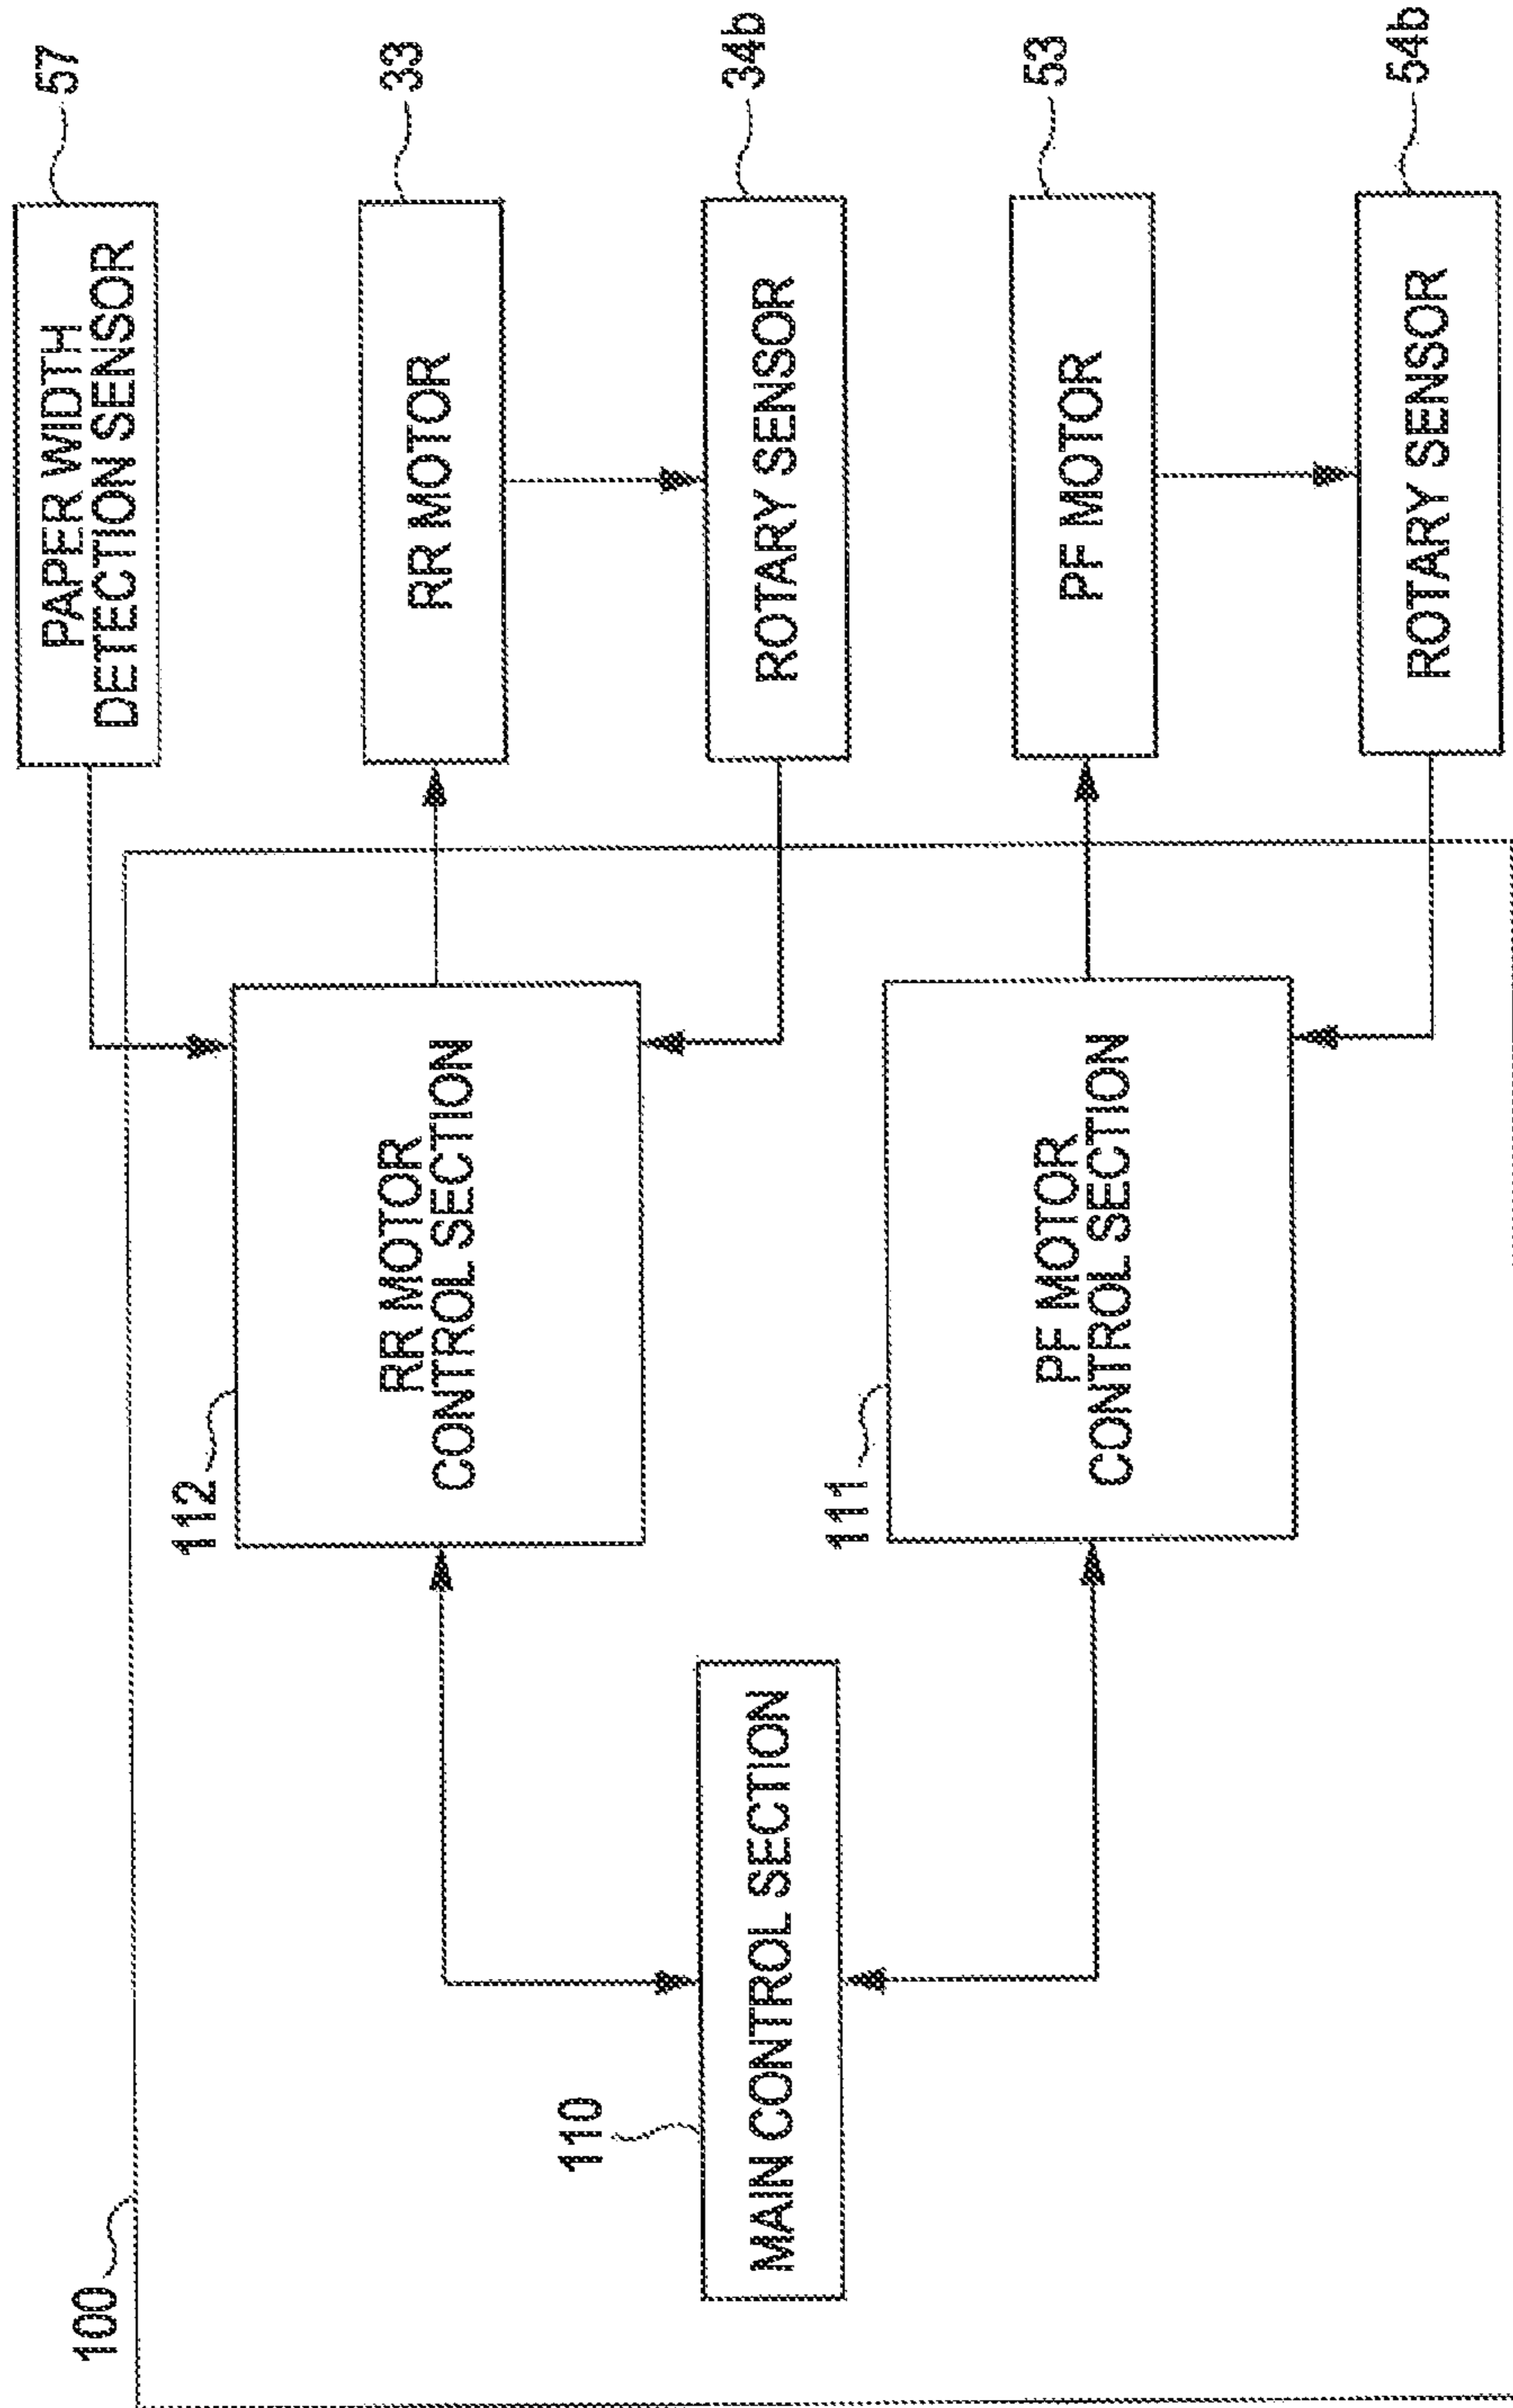 100
110
MAIN CONTROL SECTION
112
RR MOTOR
CONTROL SECTION
111
PF MOTOR
CONTROL SECTION
PAPER WIDTH
DETECTION SENSOR
57
RR MOTOR
33
ROTARY SENSOR
34b
PF MOTOR
53
ROTARY SENSOR
54b